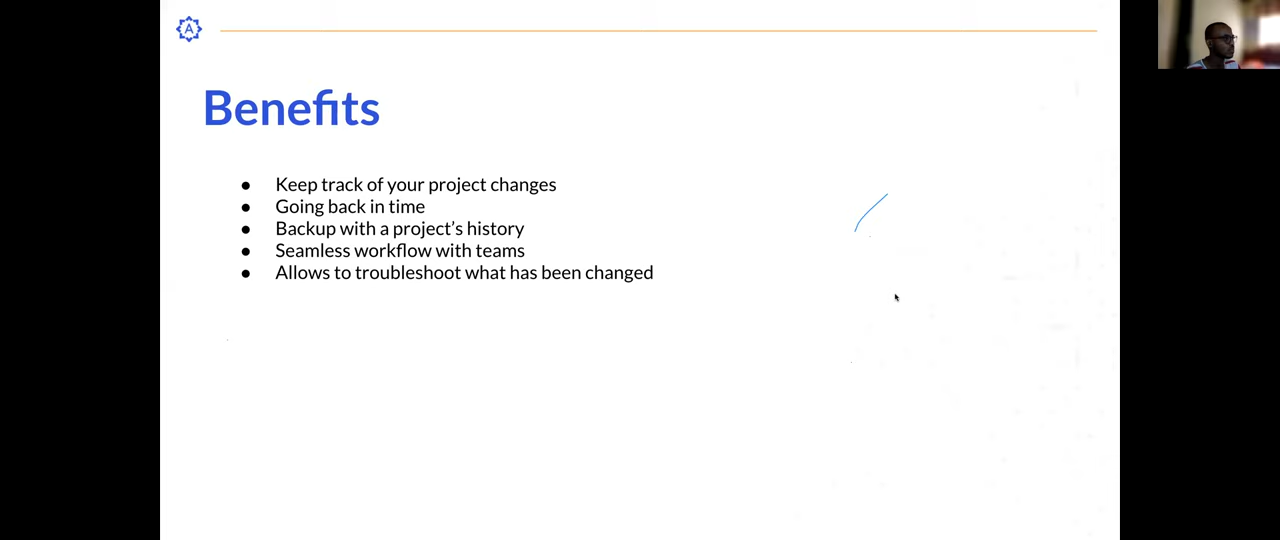 A
Benefits
● Keep track of your project changes
● Going back in time
● Backup with a project's history
● Seamless workflow with teams
● Allows to troubleshoot what has been changed